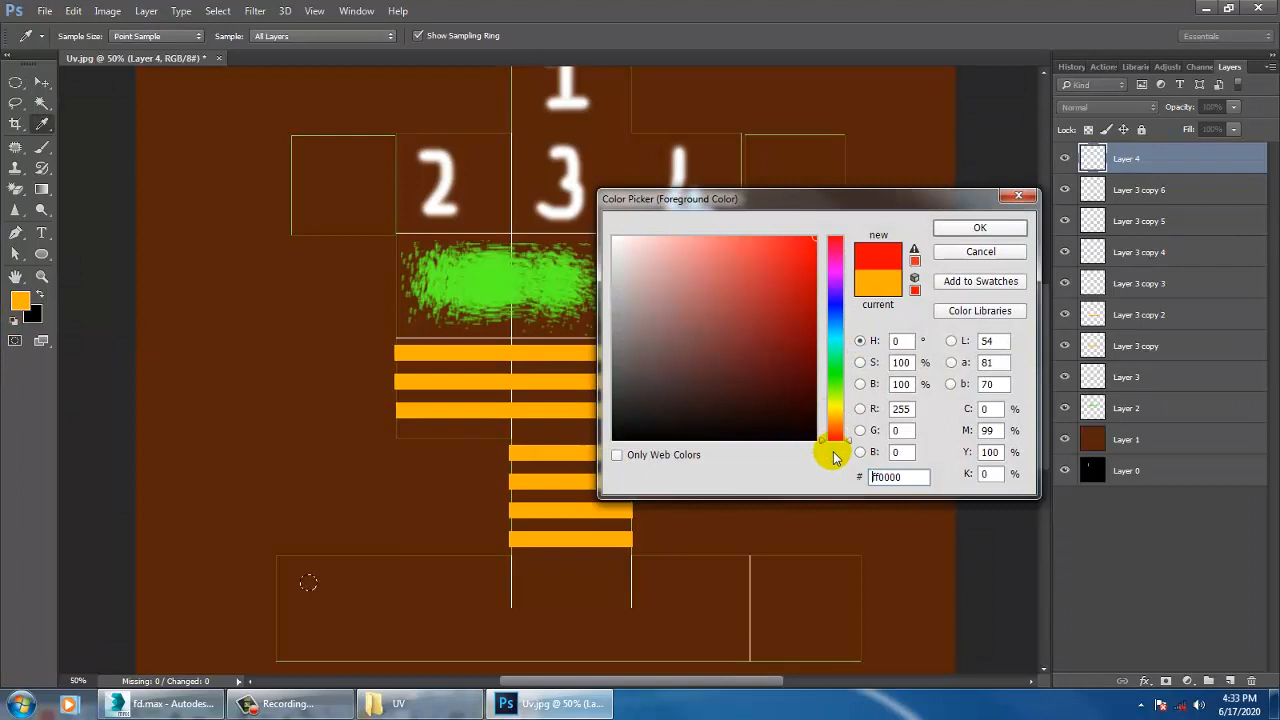 Ps File Edit Image Layer Type Select Filter 3D View Window Help
Sample Size: Point Sample Sample: All Layers Show Sampling Ring Essentials
Uv.jpg @ 50% (Layer 4, RGB/8#) * ×
History Actions Librarie Adjustr Channe Layers
Kind
Normal Opacity: 100%
Lock: Fill: 100%
Layer 4
Layer 3 copy 6
Layer 3 copy 5
Layer 3 copy 4
Layer 3 copy 3
Layer 3 copy 2
Layer 3 copy
Layer 3
Layer 2
Layer 1
Layer 0
1
2 3
Color Picker (Foreground Color)
new
current
OK
Cancel
Add to Swatches
Color Libraries
H: 0 ° L: 54
S: 100 % a: 81
B: 100 % b: 70
R: 255 C: 0 %
G: 0 M: 99 %
B: 0 Y: 100 %
# ff0000 K: 0 %
Only Web Colors
50% Missing: 0 / Changed: 0
fd.max - Autodes...
Recording...
UV
Uv.jpg @ 50% (La...
4:33 PM
6/17/2020